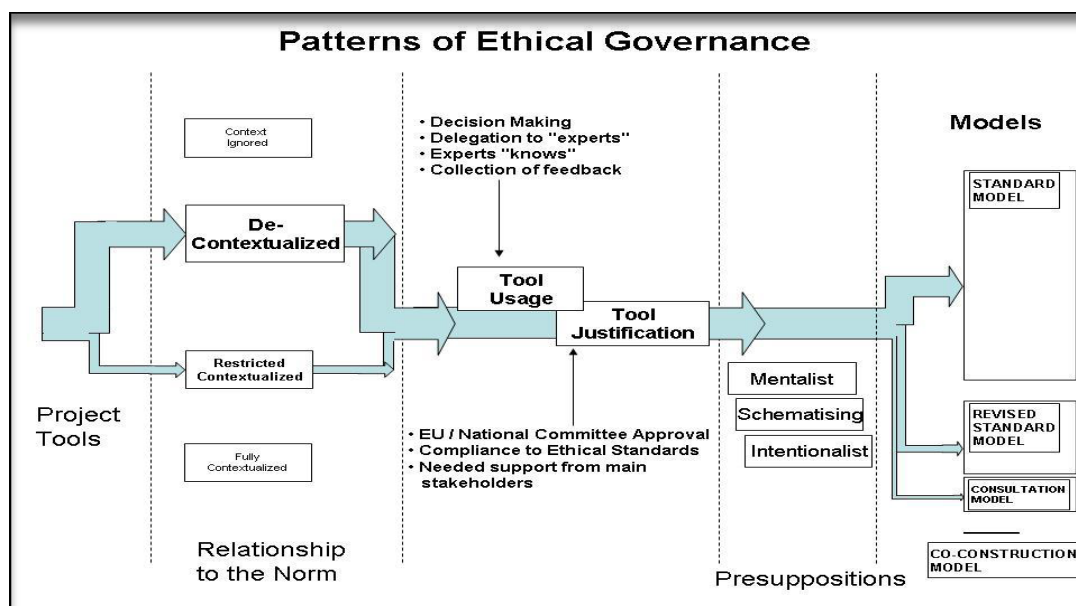 Patterns of Ethical Governance
Context
Ignored
De-
Contextualized
Restricted
Contextualized
Fully
Contextualized
Project
Tools
Relationship
to the Norm
• Decision Making
• Delegation to "experts"
• Experts "knows"
• Collection of feedback
Tool
Usage
Tool
Justification
• EU / National Committee Approval
• Compliance to Ethical Standards
• Needed support from main
stakeholders
Mentalist
Schematising
Intentionalist
Presuppositions
Models
STANDARD
MODEL
REVISED
STANDARD
MODEL
CONSULTATION
MODEL
CO-CONSTRUCTION
MODEL